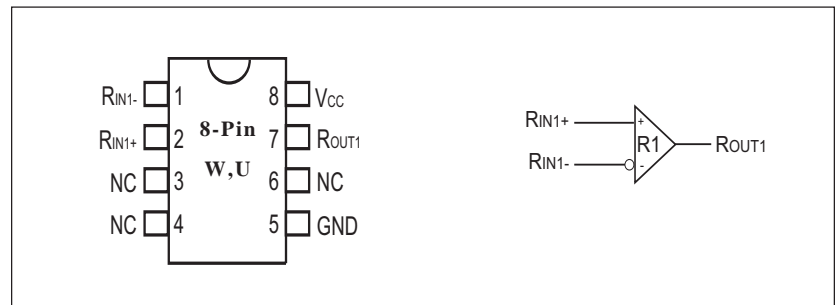 RIN1- 1 8 VCC
RIN1+ 2 8-Pin 7 ROUT1
W,U
NC 3 6 NC
NC 4 5 GND
RIN1+ + R1 ROUT1
RIN1- -